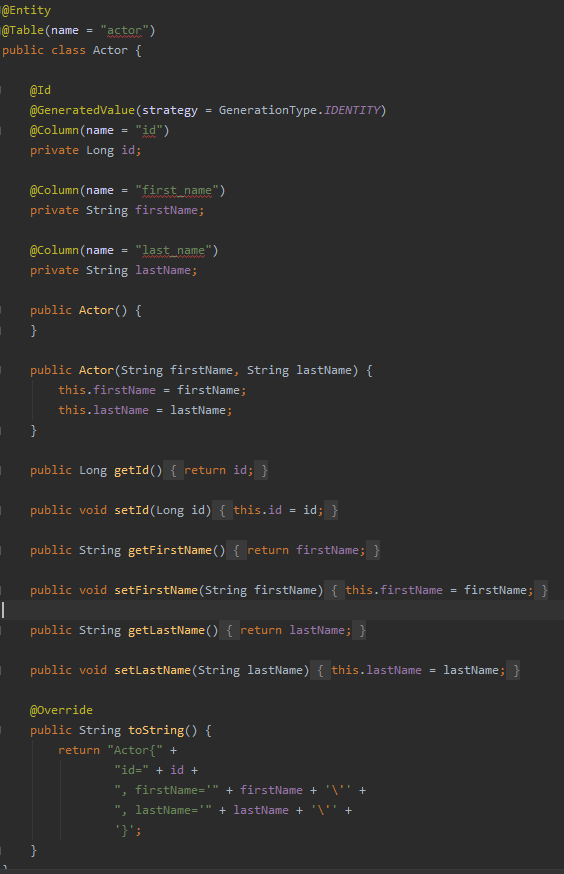 @Entity
@Table(name = "actor")
public class Actor {
@Id
@GeneratedValue(strategy = GenerationType.IDENTITY)
@Column(name = "id")
private Long id;
@Column(name = "first_name")
private String firstName;
@Column(name = "last_name")
private String lastName;
public Actor() {
}
public Actor(String firstName, String lastName) {
this.firstName = firstName;
this.lastName = lastName;
}
public Long getId() { return id; }
public void setId(Long id) { this.id = id; }
public String getFirstName() { return firstName; }
public void setFirstName(String firstName) { this.firstName = firstName; }
public String getLastName() { return lastName; }
public void setLastName(String lastName) { this.lastName = lastName; }
@Override
public String toString() {
return "Actor{" +
"id=" + id +
", firstName='" + firstName + '\'' +
", lastName='" + lastName + '\'' +
'}';
}